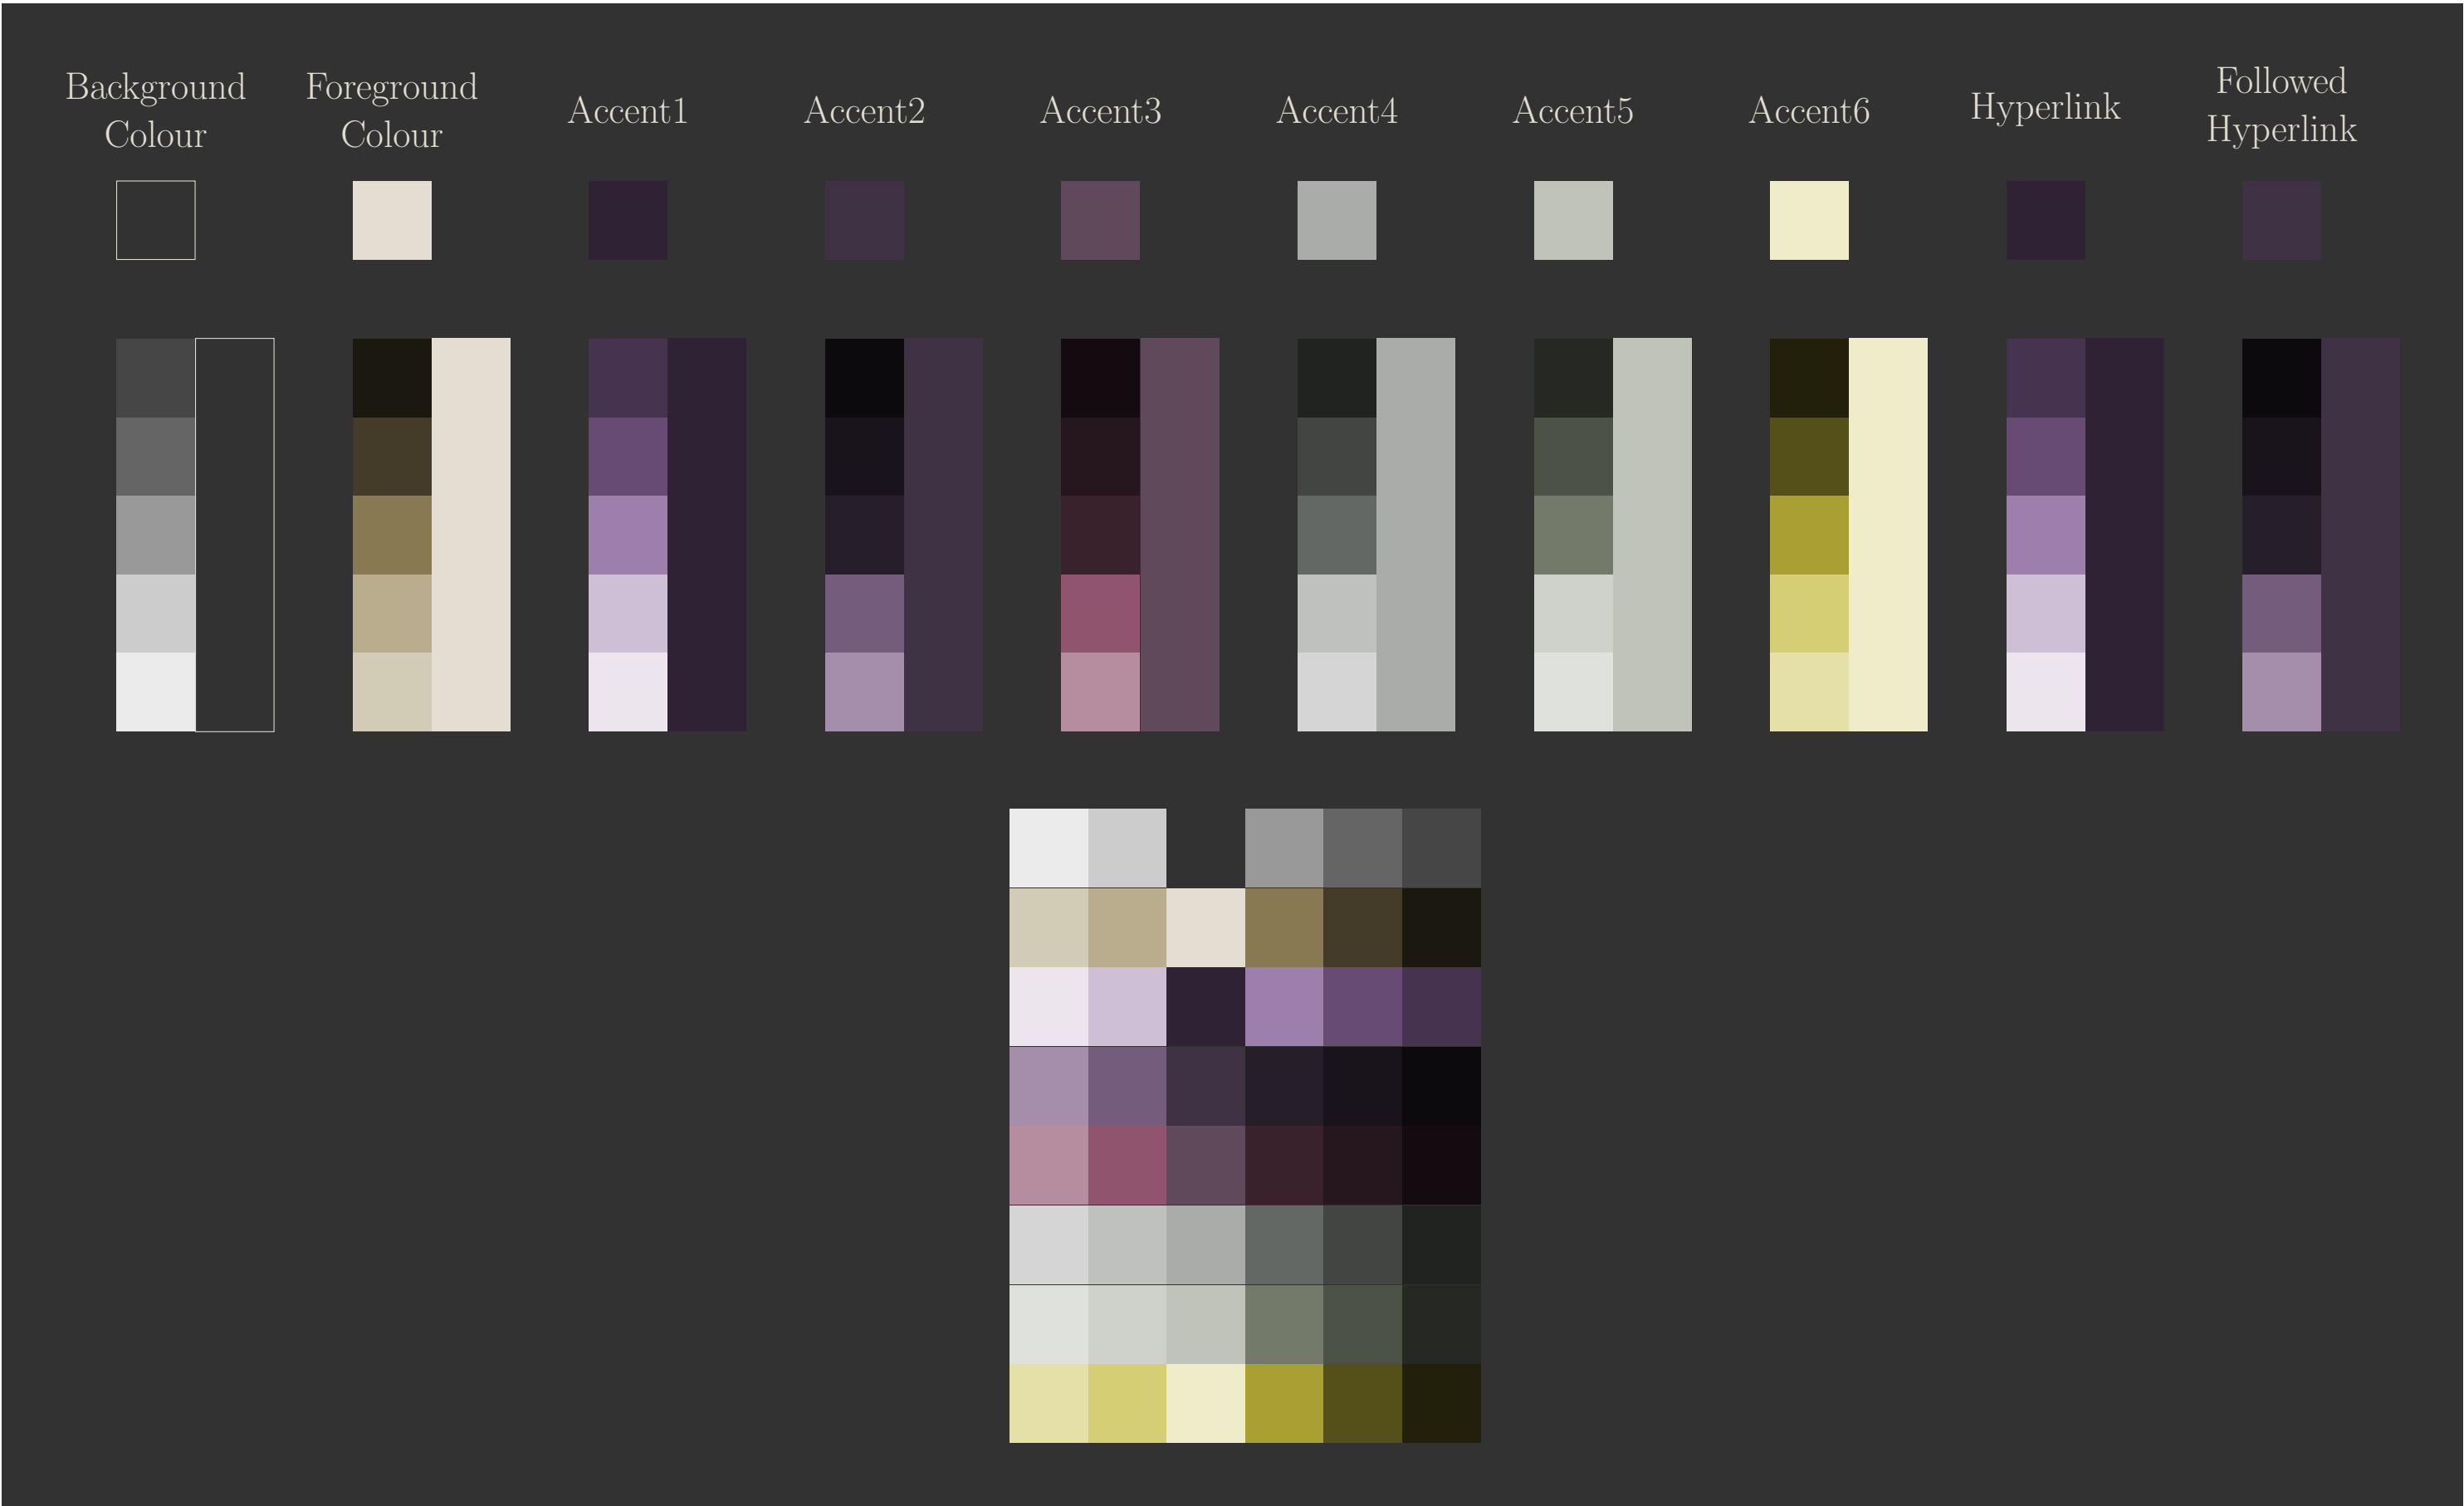 Background
Colour
Foreground
Colour
Accent1
Accent2
Accent3
Accent4
Accent5
Accent6
Hyperlink
Followed
Hyperlink